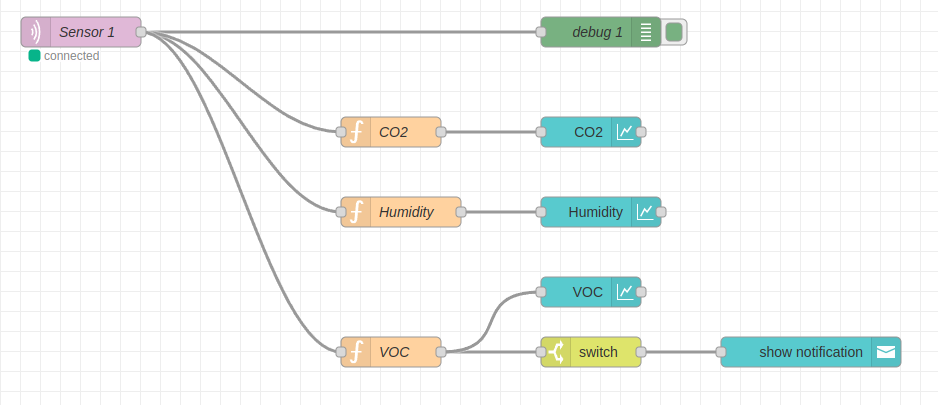 Sensor 1
debug 1
connected
CO2
CO2
Humidity
Humidity
VOC
VOC
switch
show notification